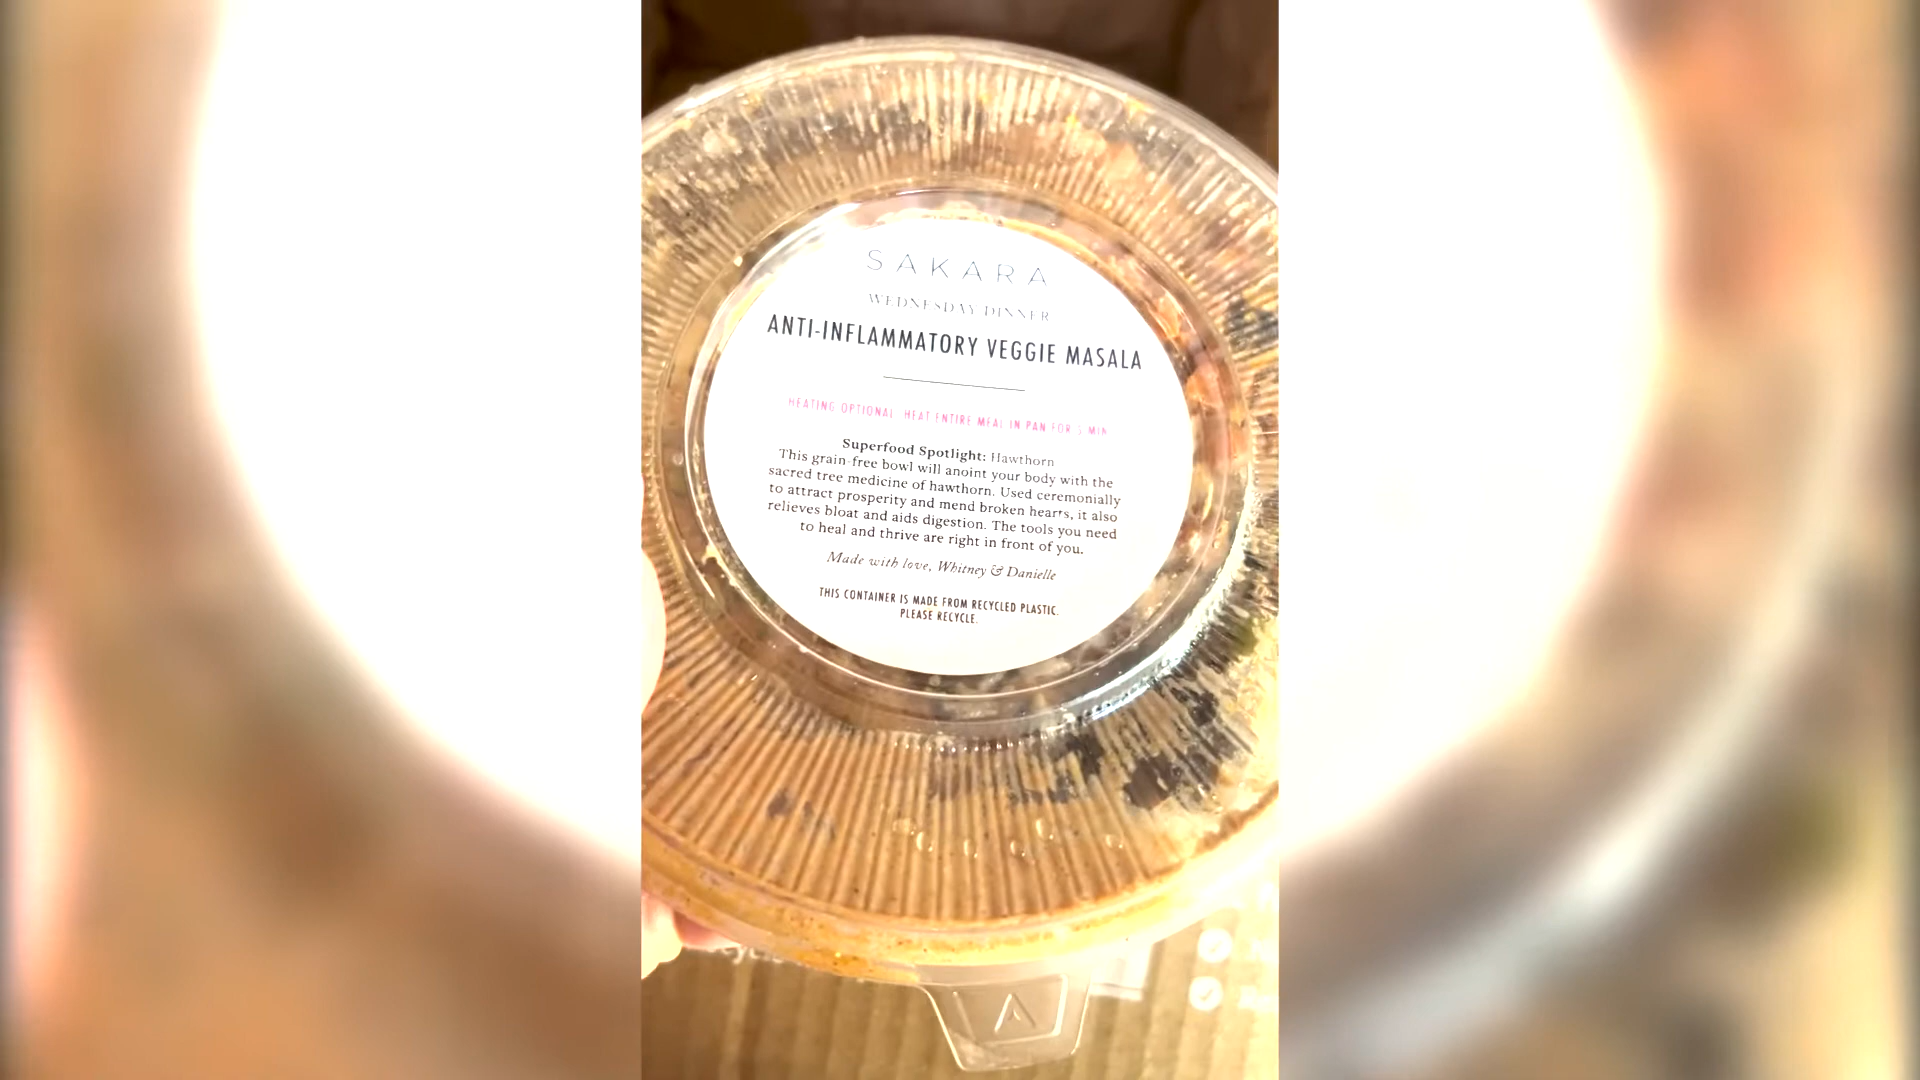 SAKARA
WEDNESDAY DINNER
ANTI-INFLAMMATORY VEGGIE MASALA
HEATING OPTIONAL. HEAT ENTIRE MEAL IN PAN FOR 5 MIN
Superfood Spotlight: Hawthorn
This grain-free bowl will anoint your body with the
sacred tree medicine of hawthorn. Used ceremonially
to attract prosperity and mend broken hearts, it also
relieves bloat and aids digestion. The tools you need
to heal and thrive are right in front of you.
Made with love, Whitney & Danielle
THIS CONTAINER IS MADE FROM RECYCLED PLASTIC.
PLEASE RECYCLE.